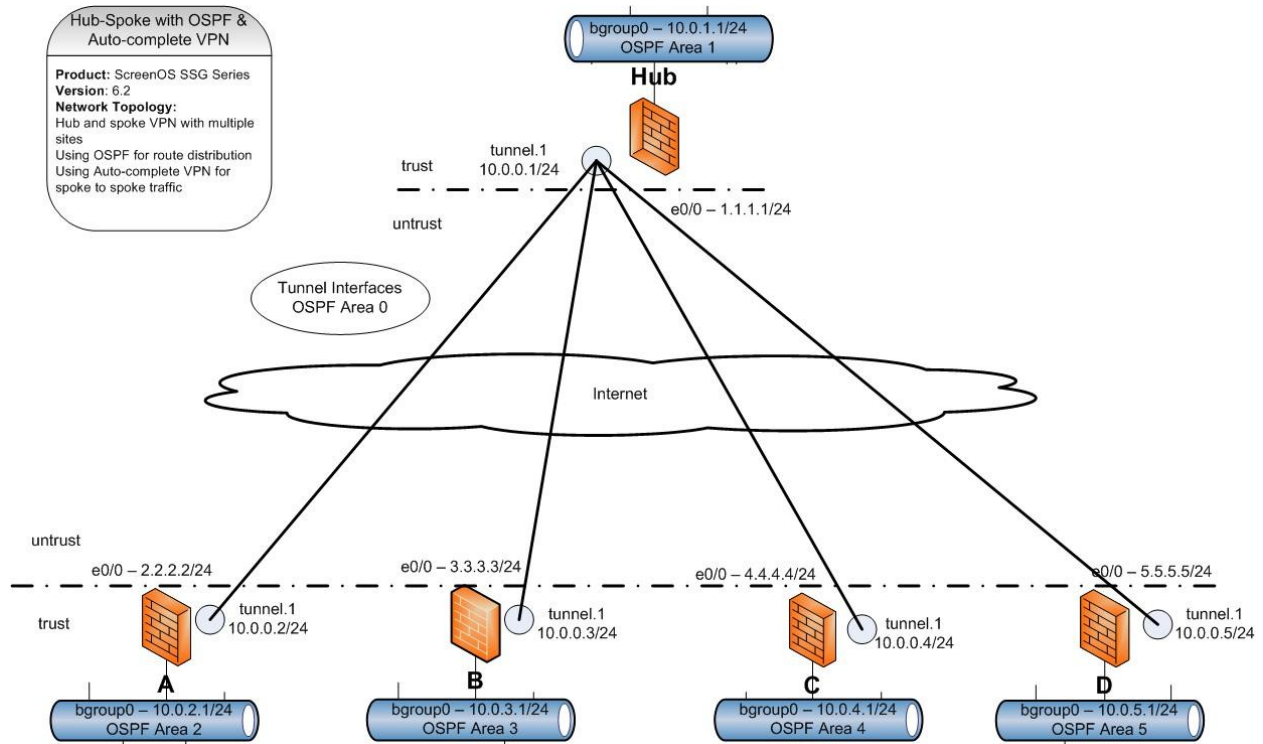 Hub-Spoke with OSPF &
Auto-complete VPN
Product: ScreenOS SSG Series
Version: 6.2
Network Topology:
Hub and spoke VPN with multiple
sites
Using OSPF for route distribution
Using Auto-complete VPN for
spoke to spoke traffic
bgroup0 – 10.0.1.1/24
OSPF Area 1
Hub
trust
tunnel.1
10.0.0.1/24
e0/0 – 1.1.1.1/24
untrust
Tunnel Interfaces
OSPF Area 0
Internet
untrust
e0/0 – 2.2.2.2/24
e0/0 – 3.3.3.3/24
e0/0 – 4.4.4.4/24
e0/0 – 5.5.5.5/24
trust
tunnel.1
10.0.0.2/24
tunnel.1
10.0.0.3/24
tunnel.1
10.0.0.4/24
tunnel.1
10.0.0.5/24
A
B
C
D
bgroup0 – 10.0.2.1/24
OSPF Area 2
bgroup0 – 10.0.3.1/24
OSPF Area 3
bgroup0 – 10.0.4.1/24
OSPF Area 4
bgroup0 – 10.0.5.1/24
OSPF Area 5